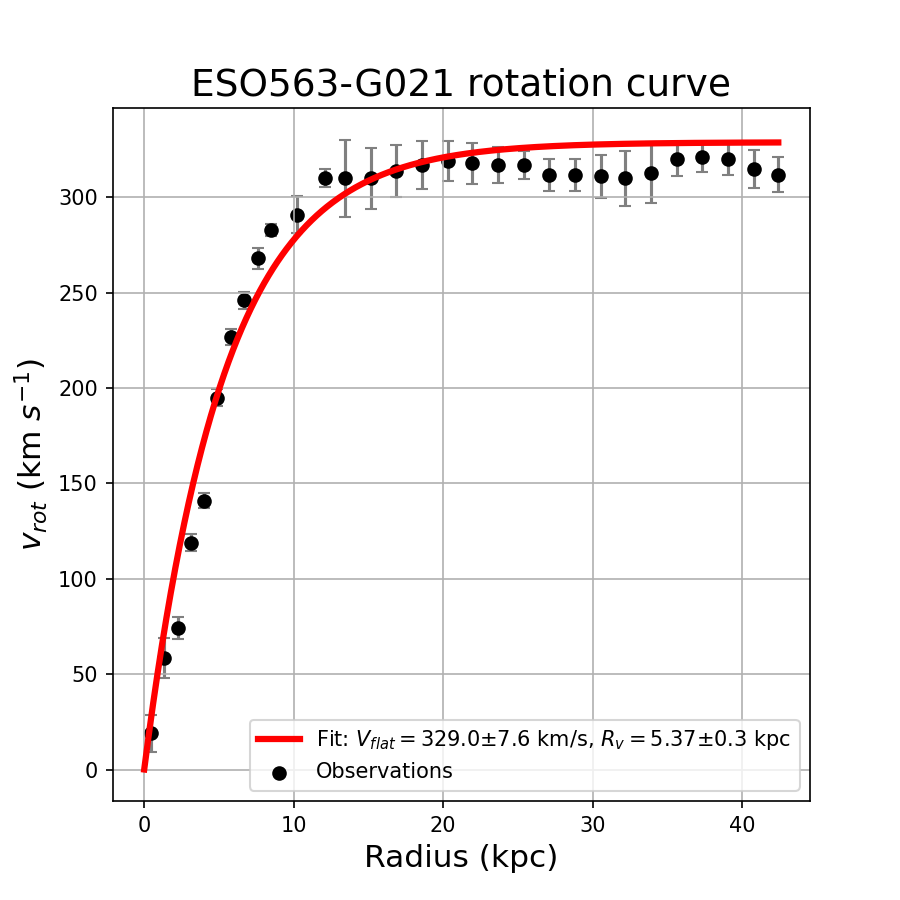 ESO563-G021 rotation curve
300
250
200
150
100
50
0
v_rot (km s⁻¹)
Fit: V_flat = 329.0±7.6 km/s, R_v = 5.37±0.3 kpc
Observations
0 10 20 30 40
Radius (kpc)